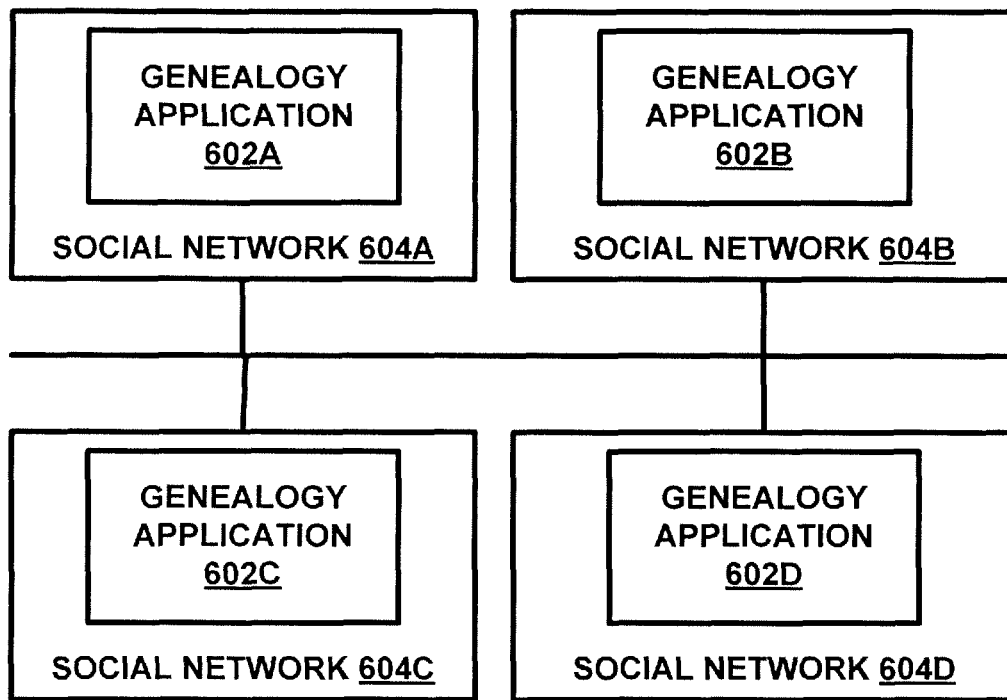 GENEALOGY
APPLICATION
602A
SOCIAL NETWORK 604A
GENEALOGY
APPLICATION
602B
SOCIAL NETWORK 604B
GENEALOGY
APPLICATION
602C
SOCIAL NETWORK 604C
GENEALOGY
APPLICATION
602D
SOCIAL NETWORK 604D